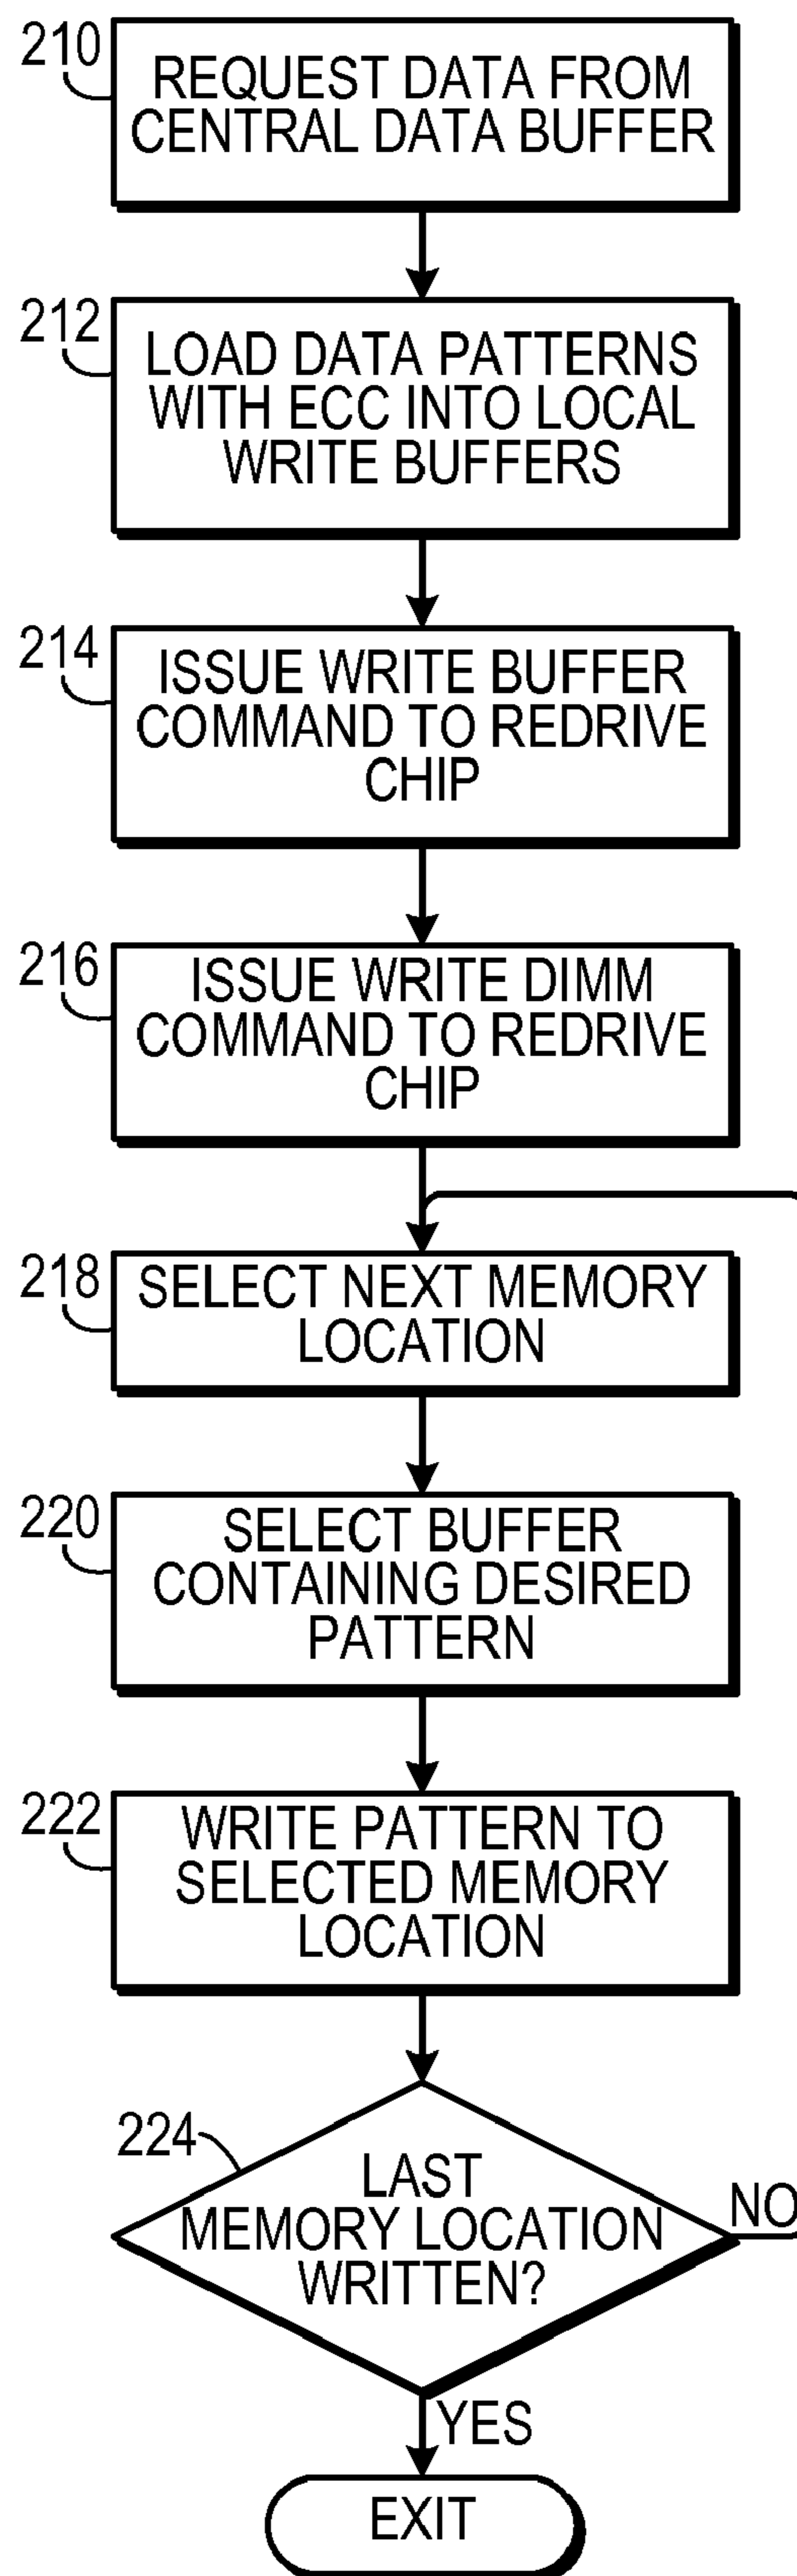 210
REQUEST DATA FROM
CENTRAL DATA BUFFER
212
LOAD DATA PATTERNS
WITH ECC INTO LOCAL
WRITE BUFFERS
214
ISSUE WRITE BUFFER
COMMAND TO REDRIVE
CHIP
216
ISSUE WRITE DIMM
COMMAND TO REDRIVE
CHIP
218
SELECT NEXT MEMORY
LOCATION
220
SELECT BUFFER
CONTAINING DESIRED
PATTERN
222
WRITE PATTERN TO
SELECTED MEMORY
LOCATION
224
LAST
MEMORY LOCATION
WRITTEN?
NO
YES
EXIT